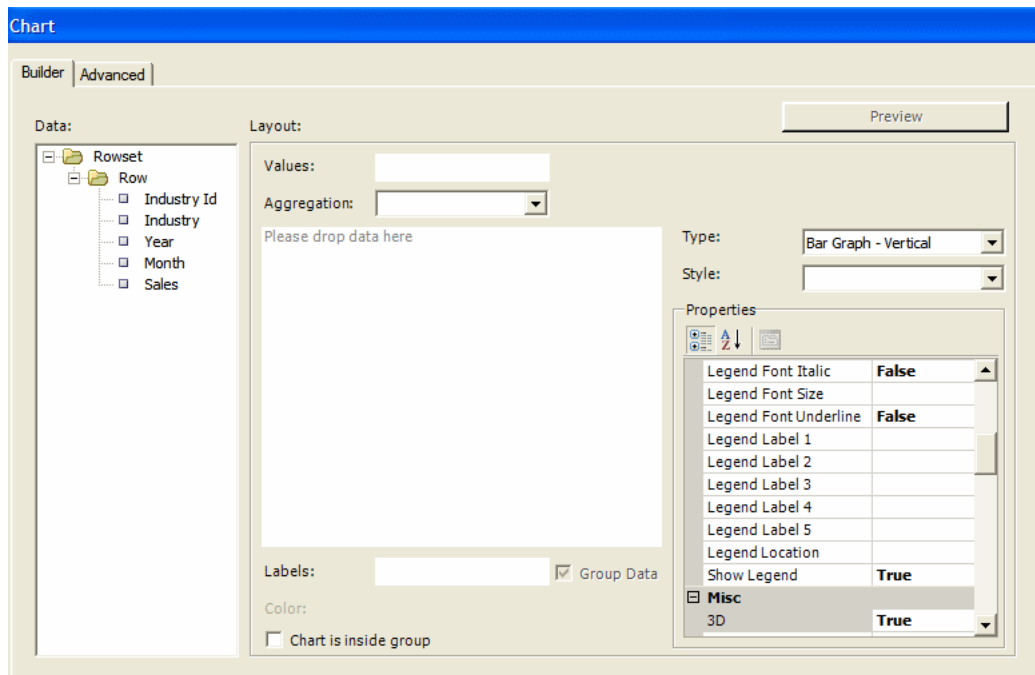 Chart
Builder
Advanced
Preview
Data:
Layout:
Rowset
Row
Industry Id
Industry
Year
Month
Sales
Values:
Aggregation:
Please drop data here
Type:
Bar Graph - Vertical
Style:
Properties
A
Z
Legend Font Italic False
Legend Font Size
Legend Font Underline False
Legend Label 1
Legend Label 2
Legend Label 3
Legend Label 4
Legend Label 5
Legend Location
Show Legend True
Misc
3D True
Labels:
Group Data
Color:
Chart is inside group